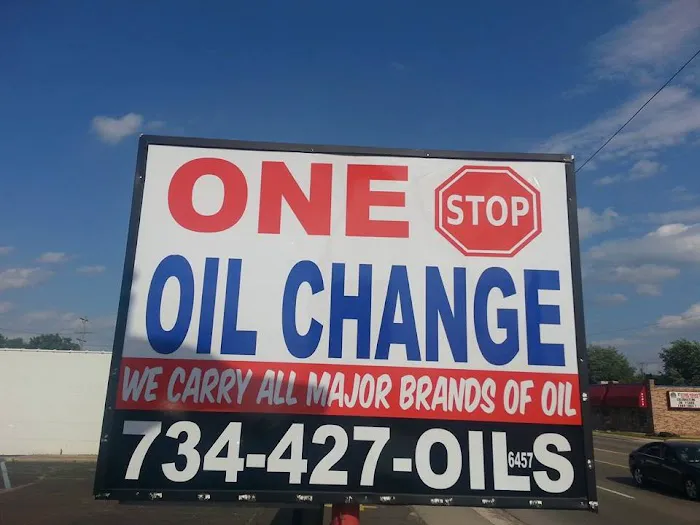 ONE STOP
OIL CHANGE
WE CARRY ALL MAJOR BRANDS OF OIL
734-427-OILS
6457